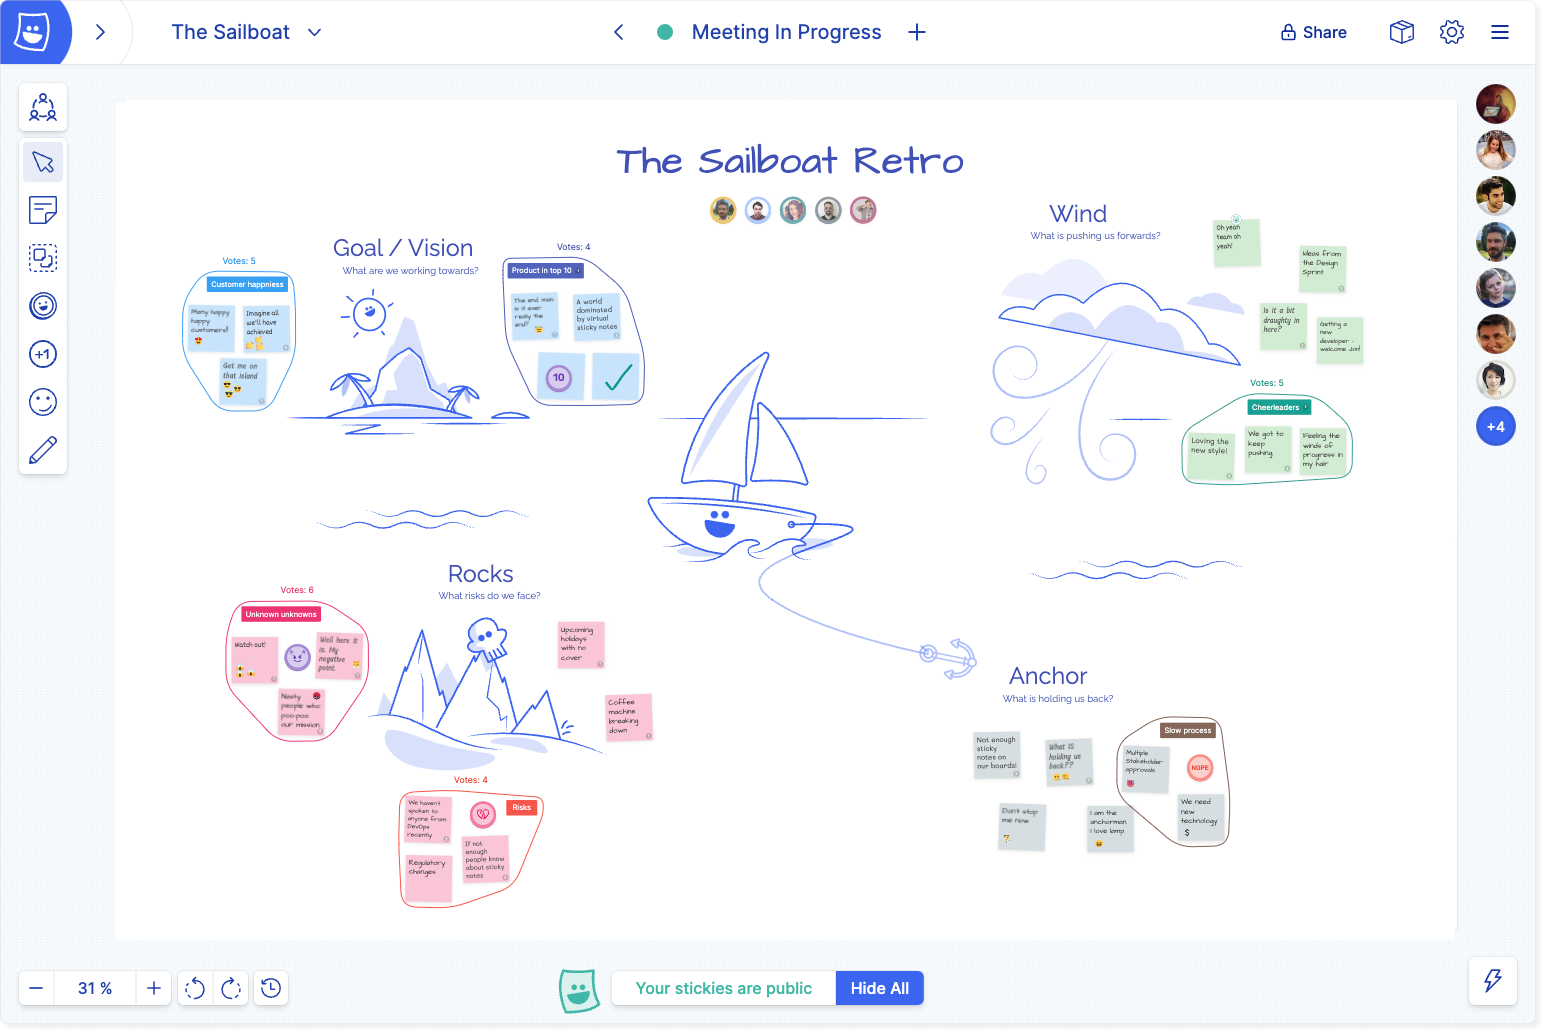 The Sailboat
Meeting In Progress
Share
The Sailboat Retro
Goal / Vision
What are we working towards?
Votes: 5
Customer happniess
Many happy
happy
customers!
Imagine all
we'll have
achieved
Get me on
that island
Votes: 4
Product in top 10
The end man
is it ever
really the
end?
A world
dominated
by virtual
sticky notes
10
Wind
What is pushing us forwards?
Oh yeah
team oh
yeah!
Ideas from
the Design
Sprint
Is it a bit
draughty in
here?
Getting a
new
developer -
welcome Jon!
Votes: 5
Cheerleaders
Loving the
new style!
We got to
keep
pushing
Feeling the
winds of
progress in
my hair
+1
+4
Rocks
What risks do we face?
Votes: 6
Unknown unknowns
Watch out!
Well here it
is. My
negative
point.
Nasty
people who
poo-poo
our mission
Upcoming
holidays
with no
cover
Coffee
machine
breaking
down
Votes: 4
Risks
We haven't
spoken to
anyone from
DevOps
recently
If not
enough
people know
about sticky
notes
Regulatory
changes
Anchor
What is holding us back?
Not enough
sticky
notes on
our boards!
What IS
holding us
back??
Don't stop
me now
I am the
anchorman.
I love lamp.
Slow process
Multiple
Stakeholder
approvals
NOPE
We need
new
technology
$
31 %
Your stickies are public
Hide All